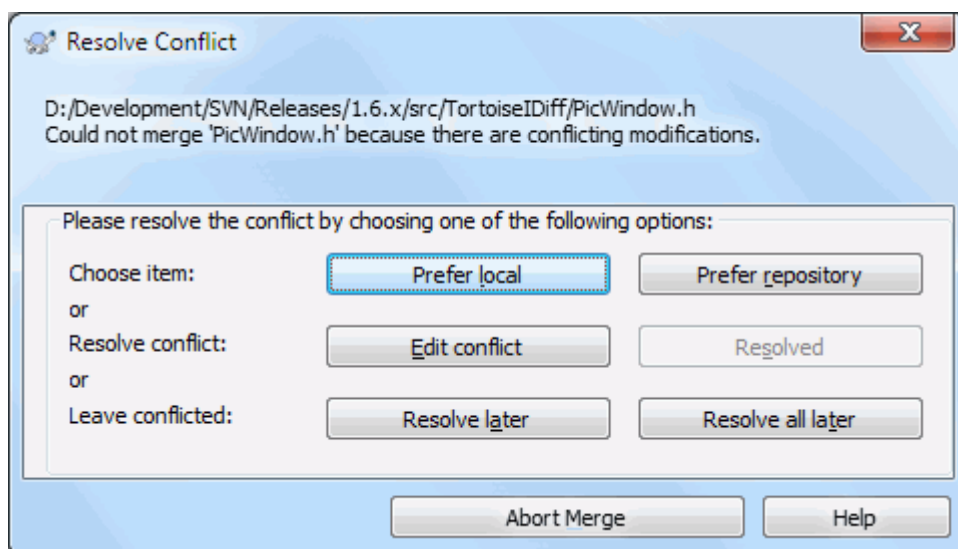 Resolve Conflict
D:/Development/SVN/Releases/1.6.x/src/TortoiseIDiff/PicWindow.h
Could not merge 'PicWindow.h' because there are conflicting modifications.
Please resolve the conflict by choosing one of the following options:
Choose item: Prefer local Prefer repository
or
Resolve conflict: Edit conflict Resolved
or
Leave conflicted: Resolve later Resolve all later
Abort Merge Help